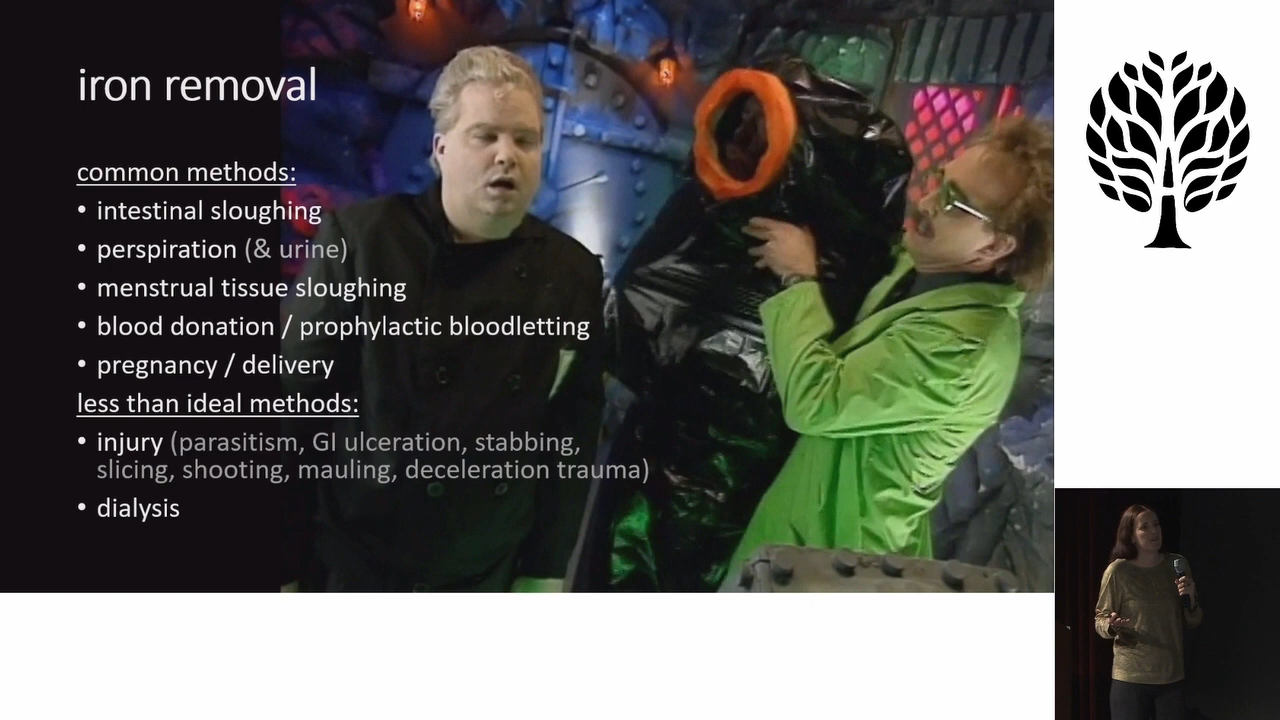 iron removal
common methods:
• intestinal sloughing
• perspiration (& urine)
• menstrual tissue sloughing
• blood donation / prophylactic bloodletting
• pregnancy / delivery
less than ideal methods:
• injury (parasitism, GI ulceration, stabbing,
slicing, shooting, mauling, deceleration trauma)
• dialysis